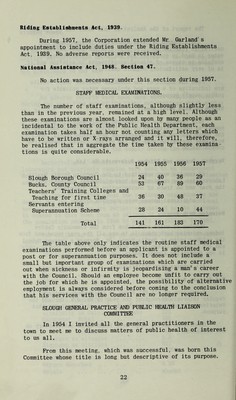 Riding Establishments Act, 1939.
During 1957, the Corporation extended Mr. Garland's
appointment to include duties under the Riding Establishments
Act, 1939. No adverse reports were received.
National Assistance Act, 1948. Section 47.
No action was necessary under this section during 1957.
STAFF MEDICAL EXAMINATIONS.
The number of staff examinations, although slightly less
than in the previous year, remained at a high level. Although
these examinations are almost looked upon by many people as an
incidental to the work of the Public Health Department, each
examination takes half an hour not counting any letters which
have to be written or X-rays arranged and it will, therefore,
be realised that in aggregate the time taken by these examina-
tions is quite considerable.
1954 1955 1956 1957
Slough Borough Council 24 40 36 29
Bucks. County Council 53 67 89 60
Teachers' Training Colleges and
Teaching for first time 36 30 48 37
Servants entering
Superannuation Scheme 28 24 10 44
Total 141 161 183 170
The table above only indicates the routine staff medical
examinations performed before an applicant is appointed to a
post or for superannuation purposes. It does not include a
small but important group of examinations which are carried
out when sickness or infirmity is jeopardising a man's career
with the Council. Should an employee become unfit to carry out
the job for which he is appointed, the possibility of alternative
employment is always considered before coming to the conclusion
that his services with the Council are no longer required.
SLOUGH GENERAL PRACTICE AND PUBLIC HEALTH LIAISON
COMMITTEE
In 1954 I invited all the general practitioners in the
town to meet me to discuss matters of public health of interest
to us all.
From this meeting, which was successful, was born this
Committee whose title is long but descriptive of its purpose.
22